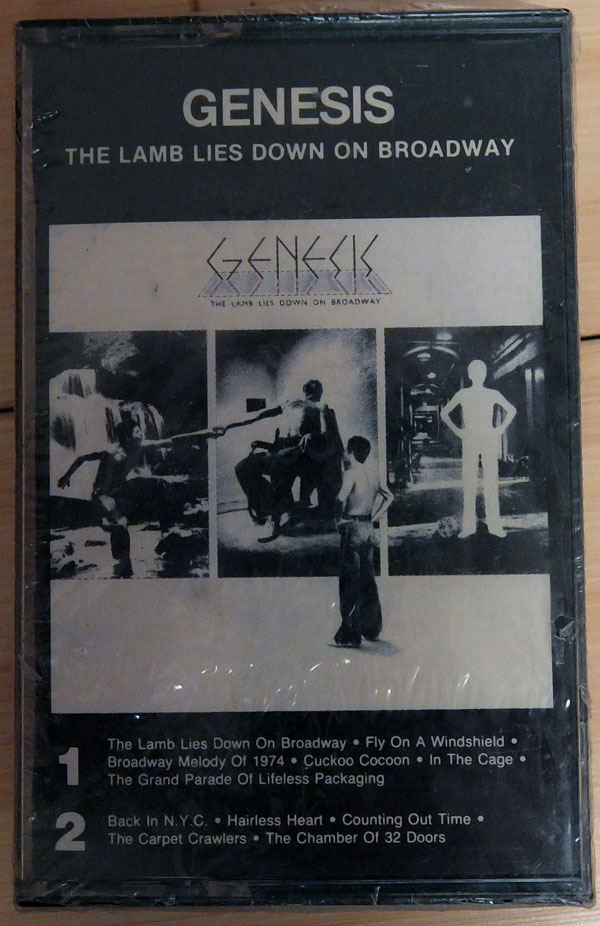 GENESIS
THE LAMB LIES DOWN ON BROADWAY
GENESIS
THE LAMB LIES DOWN ON BROADWAY
1
The Lamb Lies Down On Broadway • Fly On A Windshield •
Broadway Melody Of 1974 • Cuckoo Cocoon • In The Cage •
The Grand Parade Of Lifeless Packaging
2
Back In N.Y.C. • Hairless Heart • Counting Out Time •
The Carpet Crawlers • The Chamber Of 32 Doors